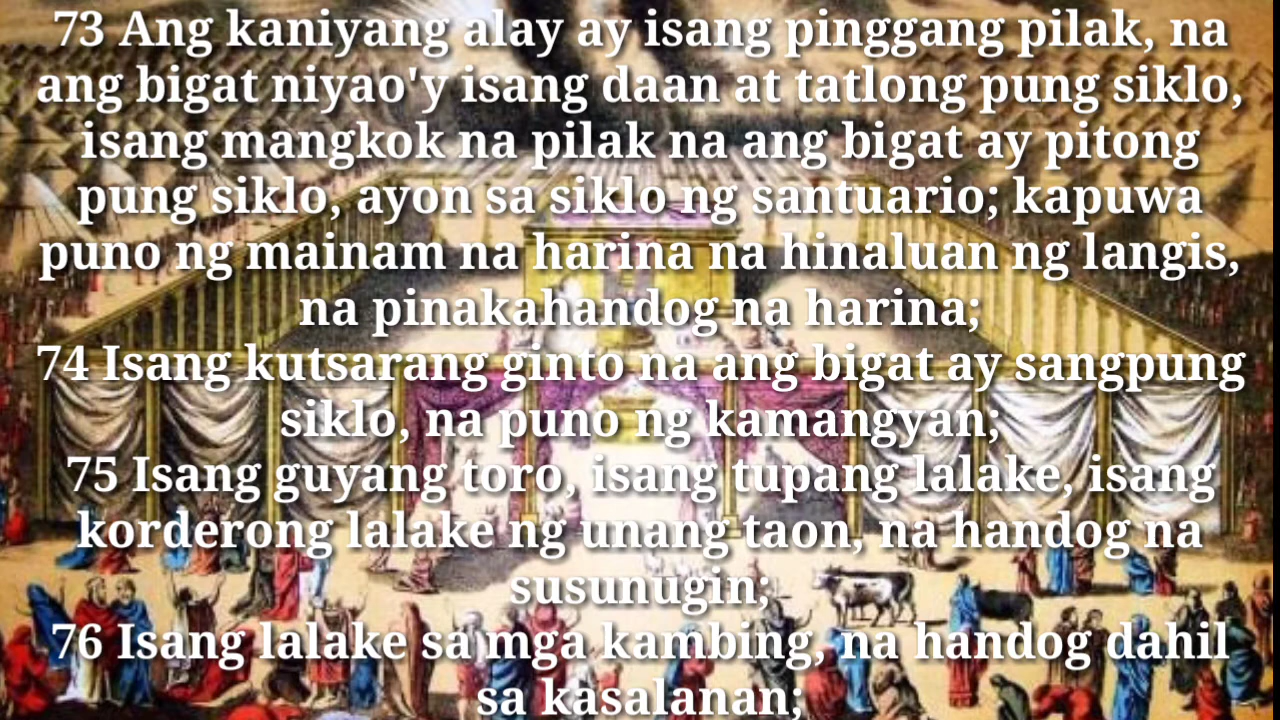 73 Ang kaniyang alay ay isang pinggang pilak, na
ang bigat niyao'y isang daan at tatlong pung siklo,
isang mangkok na pilak na ang bigat ay pitong
pung siklo, ayon sa siklo ng santuario; kapuwa
puno ng mainam na harina na hinaluan ng langis,
na pinakahandog na harina;
74 Isang kutsarang ginto na ang bigat ay sangpung
siklo, na puno ng kamangyan;
75 Isang guyang toro, isang tupang lalake, isang
korderong lalake ng unang taon, na handog na
susunugin;
76 Isang lalake sa mga kambing, na handog dahil
sa kasalanan;